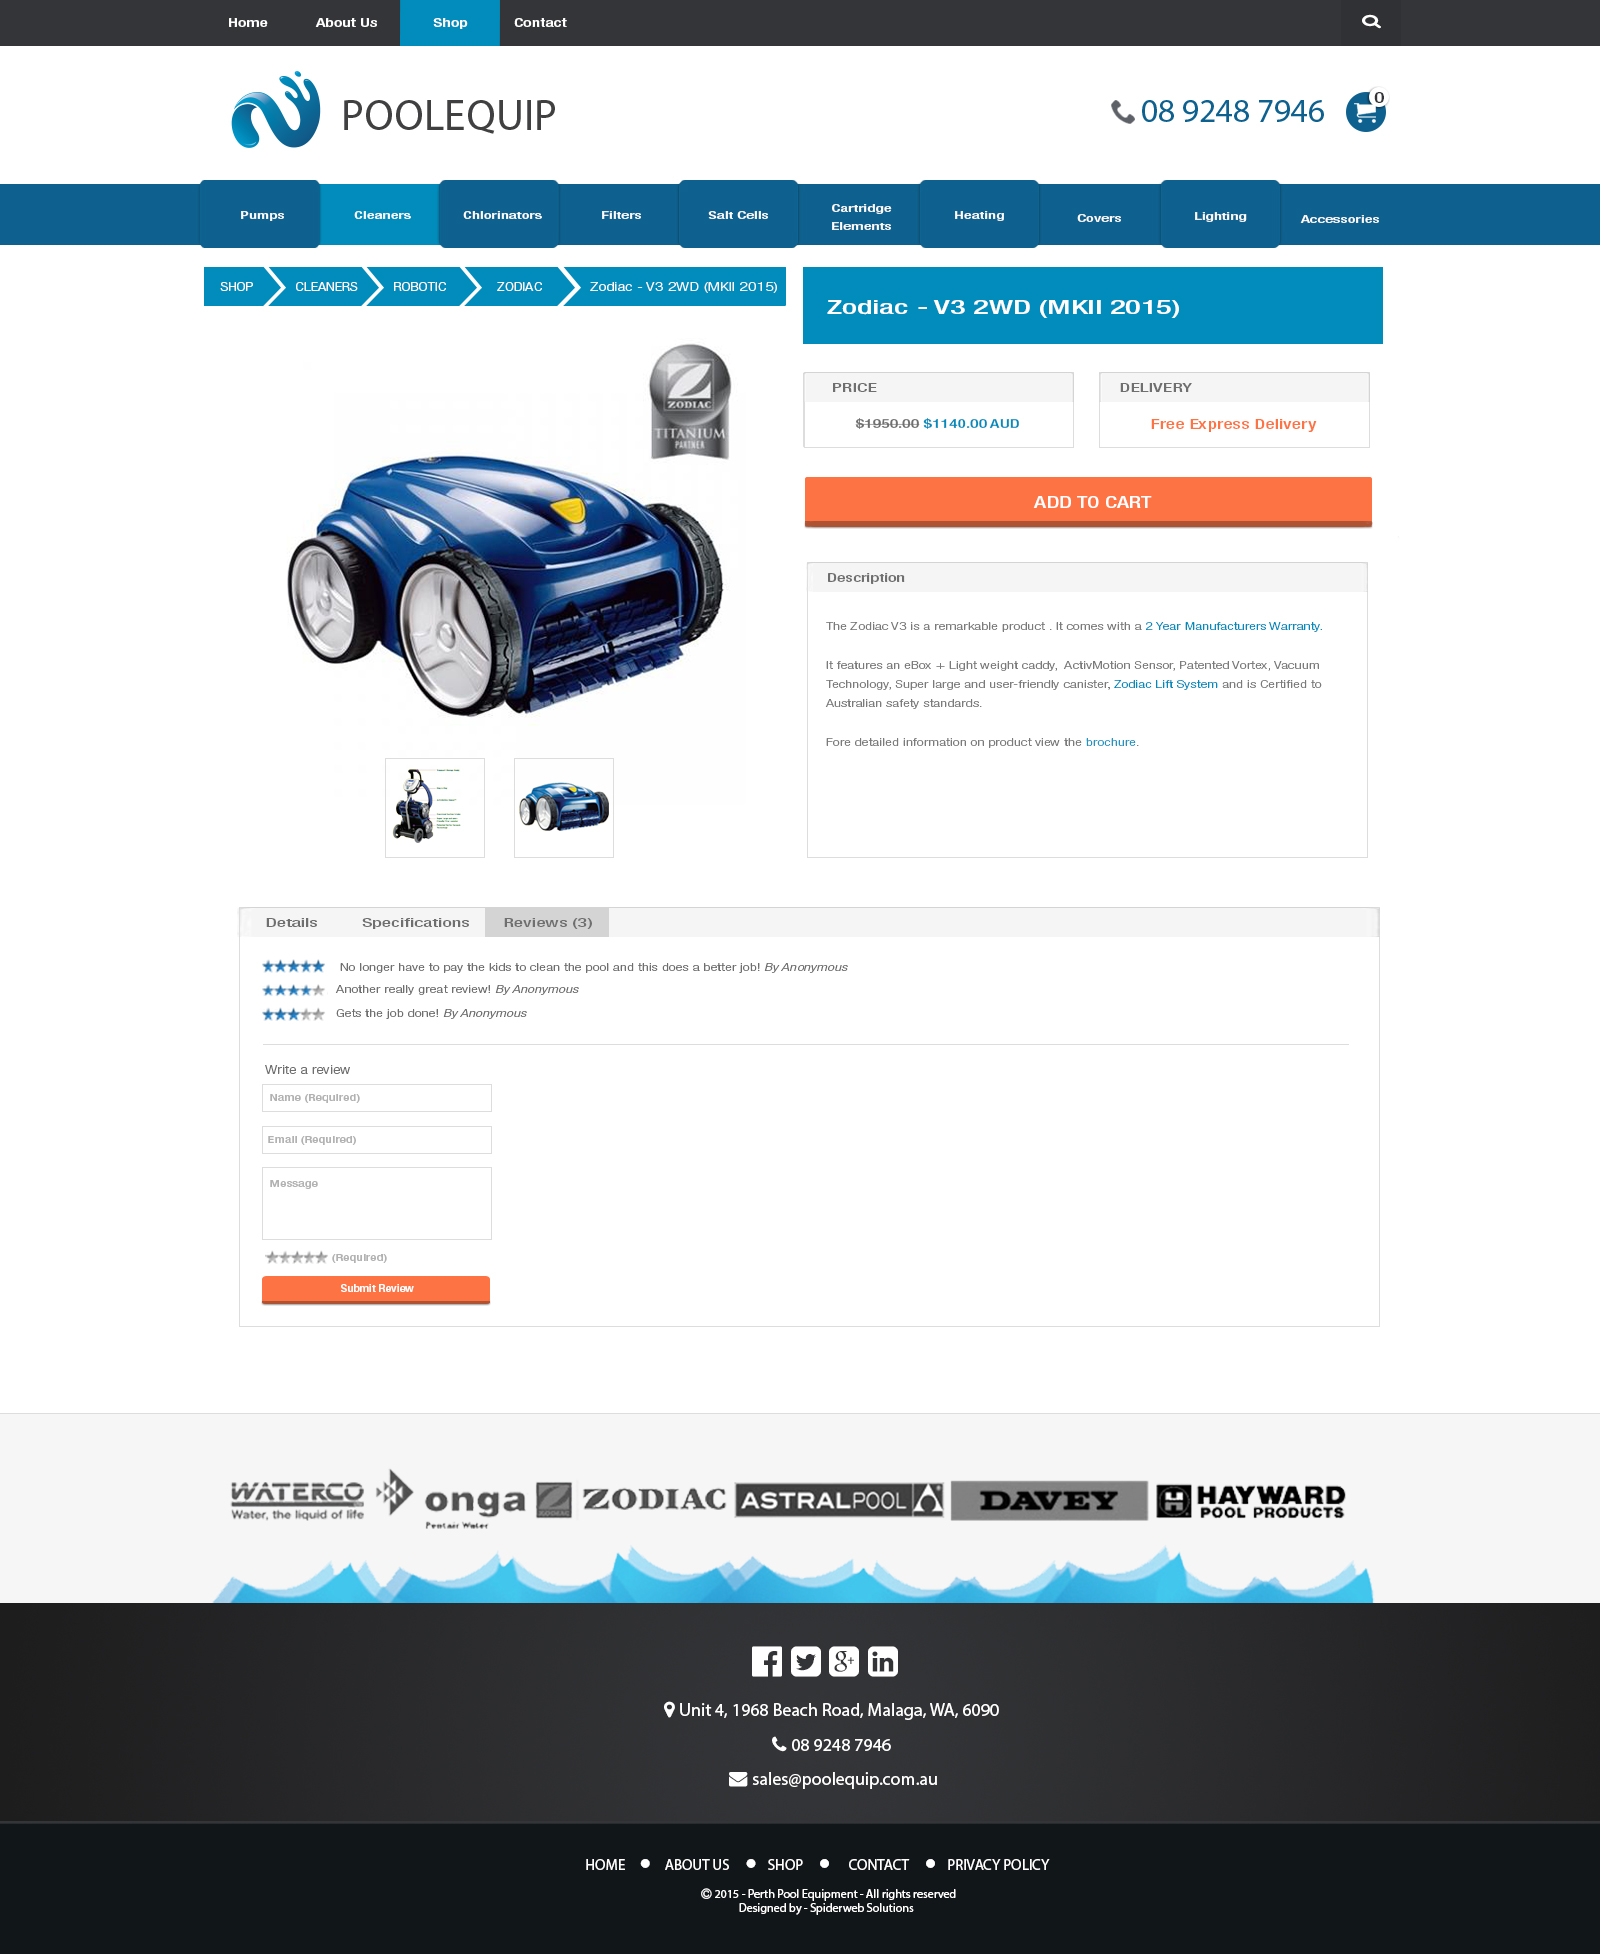 Home About Us Shop Contact
POOLEQUIP
08 9248 7946
0
Pumps Cleaners Chlorinators Filters Salt Cells Cartridge Elements Heating Covers Lighting Accessories
SHOP CLEANERS ROBOTIC ZODIAC Zodiac - V3 2WD (MKII 2015)
Zodiac - V3 2WD (MKII 2015)
ZODIAC
TITANIUM
PARTNER
PRICE
$1950.00 $1140.00 AUD
DELIVERY
Free Express Delivery
ADD TO CART
Description
The Zodiac V3 is a remarkable product . It comes with a 2 Year Manufacturers Warranty.
It features an eBox + Light weight caddy, ActivMotion Sensor, Patented Vortex, Vacuum
Technology, Super large and user-friendly canister, Zodiac Lift System and is Certified to
Australian safety standards.
Fore detailed information on product view the brochure.
Details Specifications Reviews (3)
No longer have to pay the kids to clean the pool and this does a better job! By Anonymous
Another really great review! By Anonymous
Gets the job done! By Anonymous
Write a review
Name (Required)
Email (Required)
Message
(Required)
Submit Review
WATERCO
Water, the liquid of life
onga
Pentair Water
ZODIAC
ASTRALPOOL
DAVEY
HAYWARD
POOL PRODUCTS
Unit 4, 1968 Beach Road, Malaga, WA, 6090
08 9248 7946
sales@poolequip.com.au
HOME ● ABOUT US ● SHOP ● CONTACT ● PRIVACY POLICY
© 2015 - Perth Pool Equipment - All rights reserved
Designed by - Spiderweb Solutions